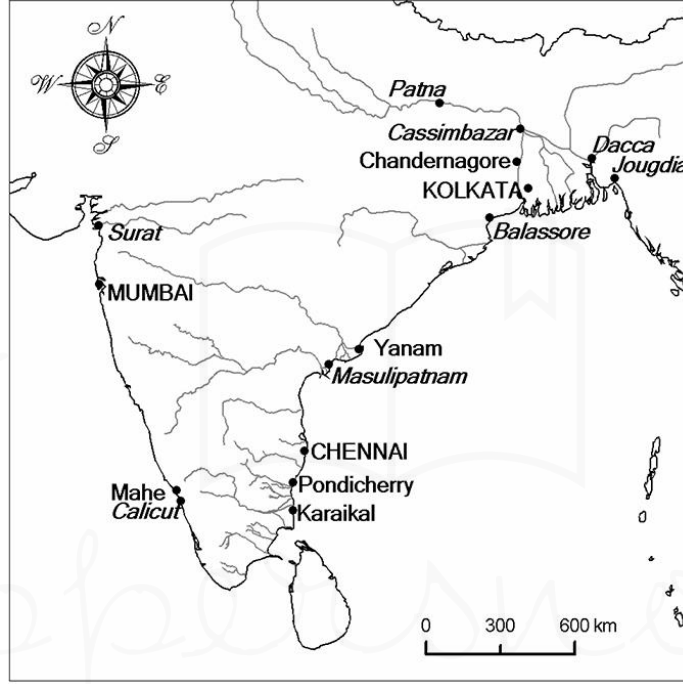 N
W
E
S
Patna
Cassimbazar
Dacca
Chandernagore
Jougdia
KOLKATA
Surat
Balassore
MUMBAI
Yanam
Masulipatnam
CHENNAI
Mahe
Pondicherry
Calicut
Karaikal
0 300 600 km